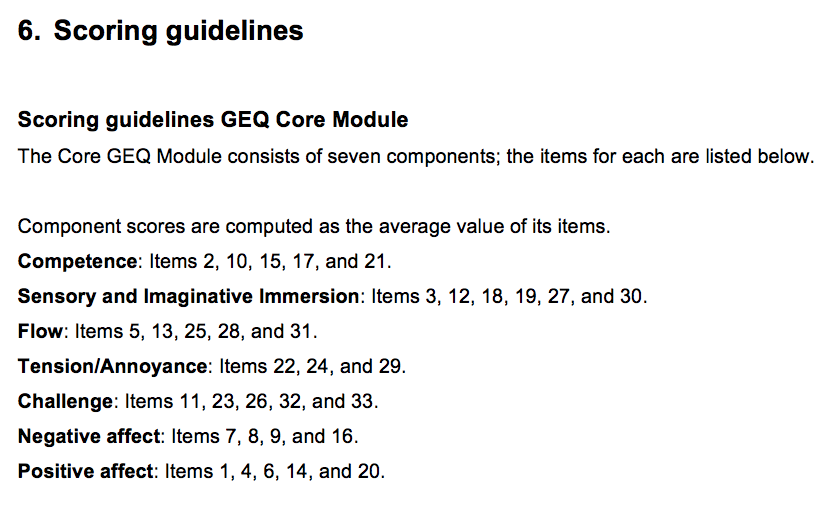 6. Scoring guidelines
Scoring guidelines GEQ Core Module
The Core GEQ Module consists of seven components; the items for each are listed below.
Component scores are computed as the average value of its items.
Competence: Items 2, 10, 15, 17, and 21.
Sensory and Imaginative Immersion: Items 3, 12, 18, 19, 27, and 30.
Flow: Items 5, 13, 25, 28, and 31.
Tension/Annoyance: Items 22, 24, and 29.
Challenge: Items 11, 23, 26, 32, and 33.
Negative affect: Items 7, 8, 9, and 16.
Positive affect: Items 1, 4, 6, 14, and 20.